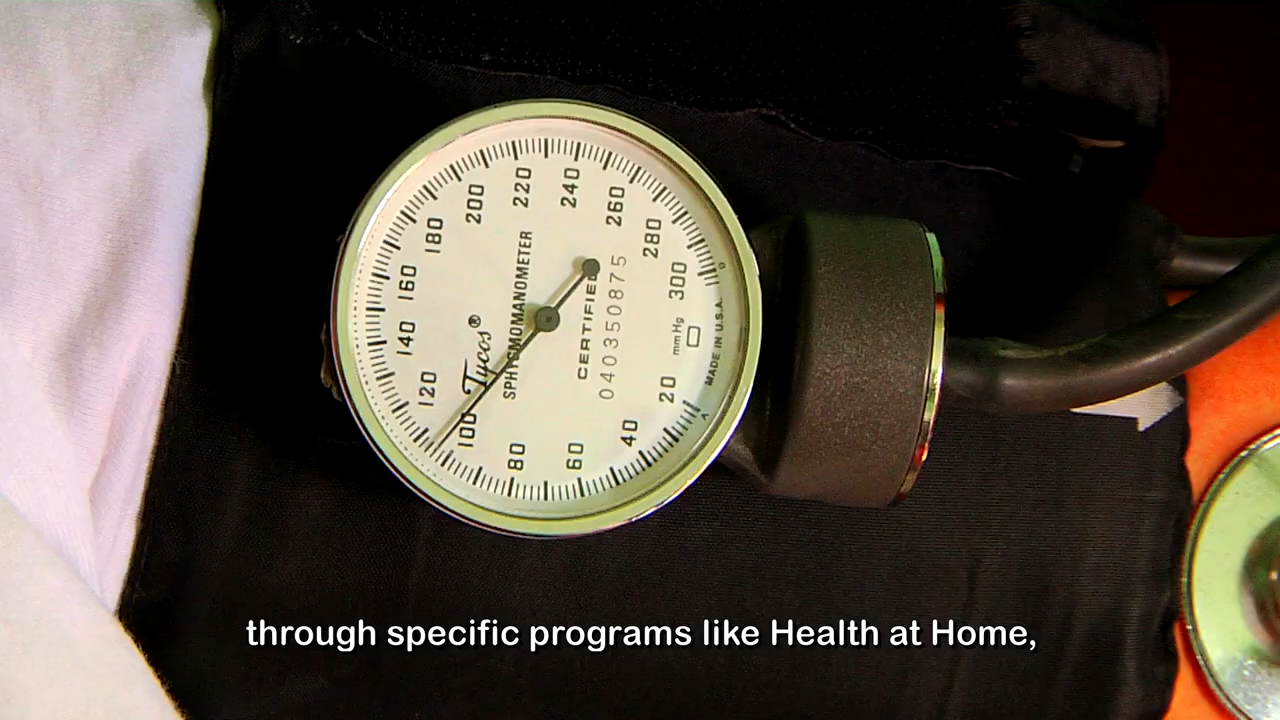 220
240
200
260
180
280
160
300
140
120
20
100
40
80
60
Tycos®
SPHYGMOMANOMETER
CERTIFIED
040350875
mm Hg
MADE IN U.S.A.
through specific programs like Health at Home,